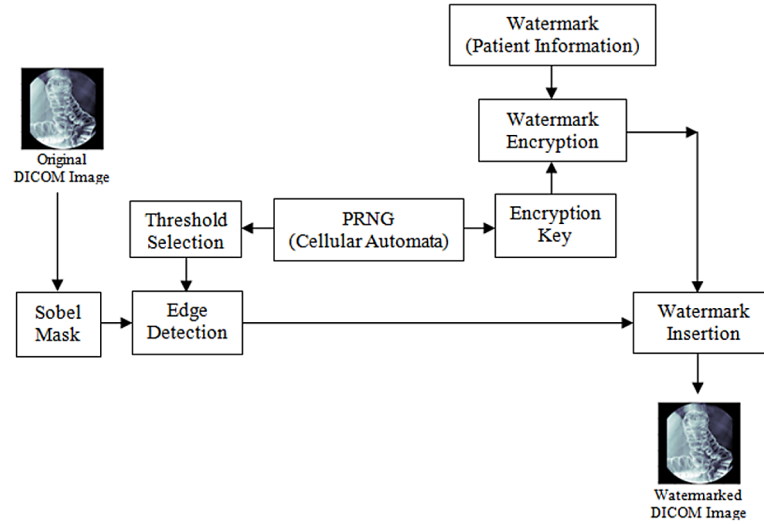 Watermark
(Patient Information)
Original
DICOM Image
Watermark
Encryption
Threshold
Selection
PRNG
(Cellular Automata)
Encryption
Key
Sobel
Mask
Edge
Detection
Watermark
Insertion
Watermarked
DICOM Image